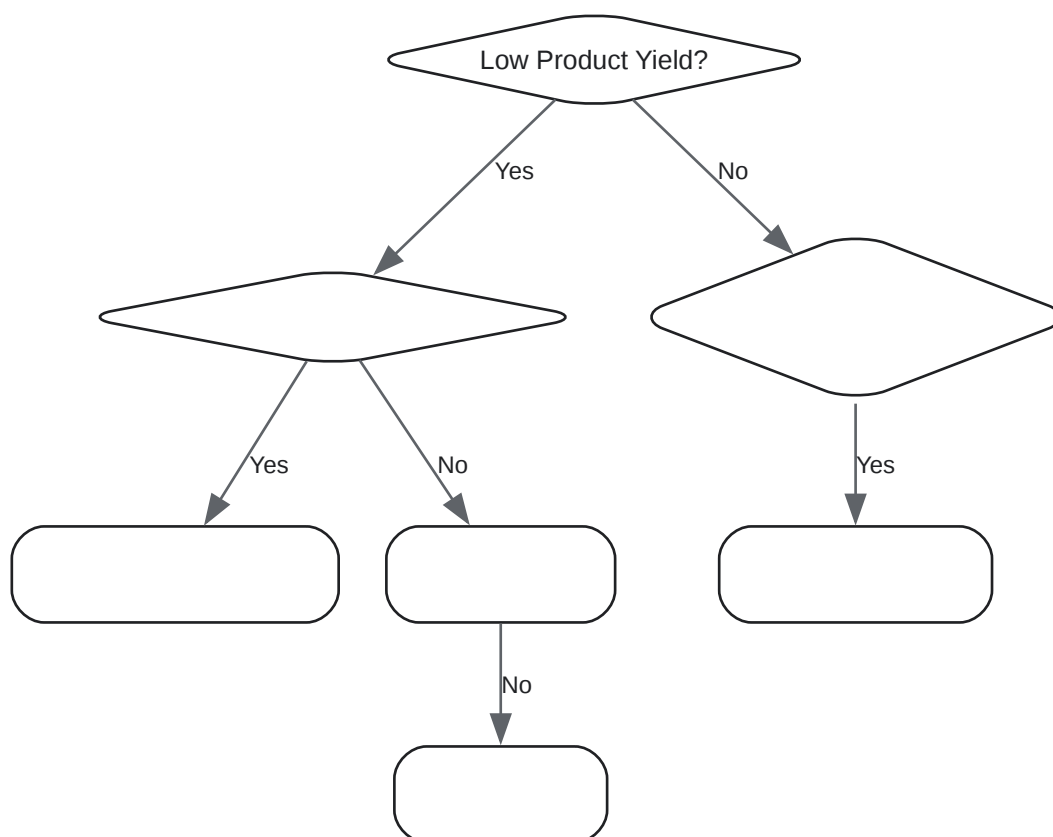 Low Product Yield?
Yes
No
Yes
No
Yes
No